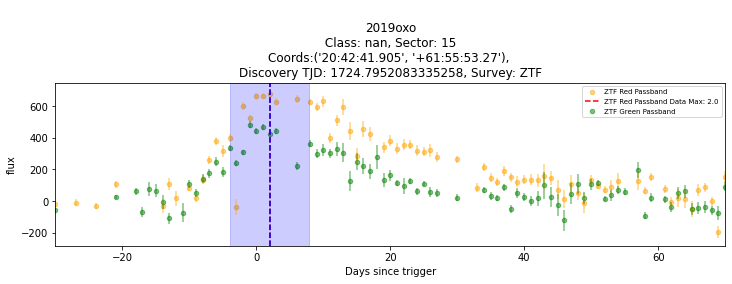 2019oxo
Class: nan, Sector: 15
Coords:('20:42:41.905', '+61:55:53.27'),
Discovery TJD: 1724.7952083335258, Survey: ZTF
ZTF Red Passband
ZTF Red Passband Data Max: 2.0
ZTF Green Passband
600
400
200
0
−200
flux
−20
0
20
40
60
Days since trigger